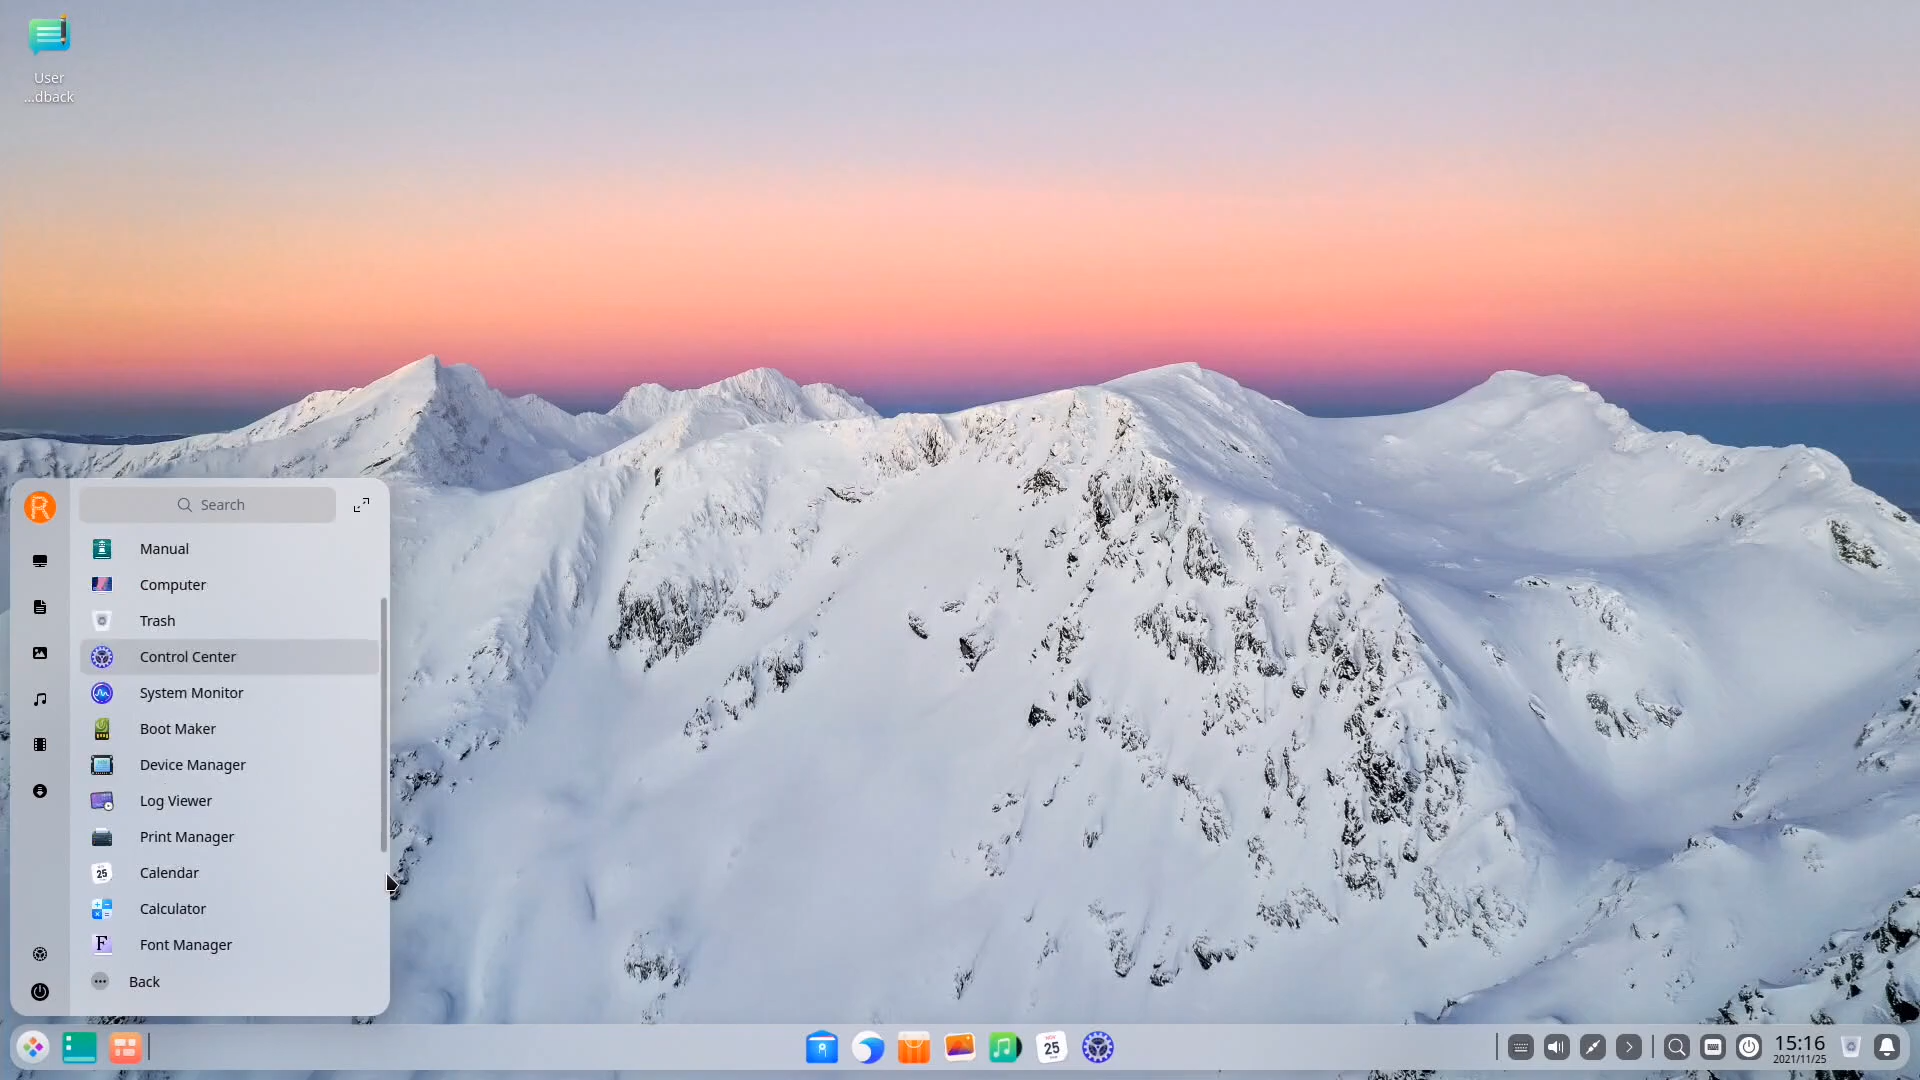 User
...dback
Search
Manual
Computer
Trash
Control Center
System Monitor
Boot Maker
Device Manager
Log Viewer
Print Manager
25
Calendar
Calculator
F
Font Manager
Back
R
25
15:16
2021/11/25